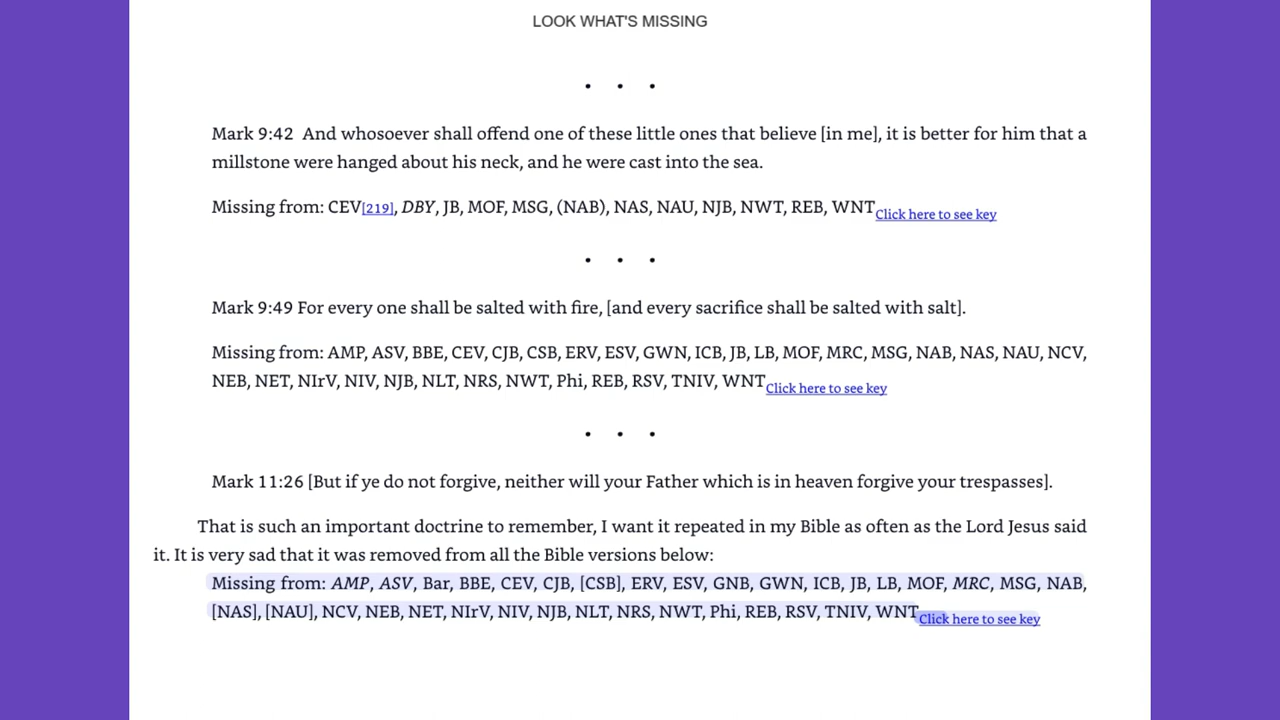 LOOK WHAT'S MISSING
• • •
Mark 9:42 And whosoever shall offend one of these little ones that believe [in me], it is better for him that a
millstone were hanged about his neck, and he were cast into the sea.
Missing from: CEV[219], DBY, JB, MOF, MSG, (NAB), NAS, NAU, NJB, NWT, REB, WNT Click here to see key
• • •
Mark 9:49 For every one shall be salted with fire, [and every sacrifice shall be salted with salt].
Missing from: AMP, ASV, BBE, CEV, CJB, CSB, ERV, ESV, GWN, ICB, JB, LB, MOF, MRC, MSG, NAB, NAS, NAU, NCV,
NEB, NET, NIrV, NIV, NJB, NLT, NRS, NWT, Phi, REB, RSV, TNIV, WNT Click here to see key
• • •
Mark 11:26 [But if ye do not forgive, neither will your Father which is in heaven forgive your trespasses].
That is such an important doctrine to remember, I want it repeated in my Bible as often as the Lord Jesus said
it. It is very sad that it was removed from all the Bible versions below:
Missing from: AMP, ASV, Bar, BBE, CEV, CJB, [CSB], ERV, ESV, GNB, GWN, ICB, JB, LB, MOF, MRC, MSG, NAB,
[NAS], [NAU], NCV, NEB, NET, NIrV, NIV, NJB, NLT, NRS, NWT, Phi, REB, RSV, TNIV, WNT Click here to see key